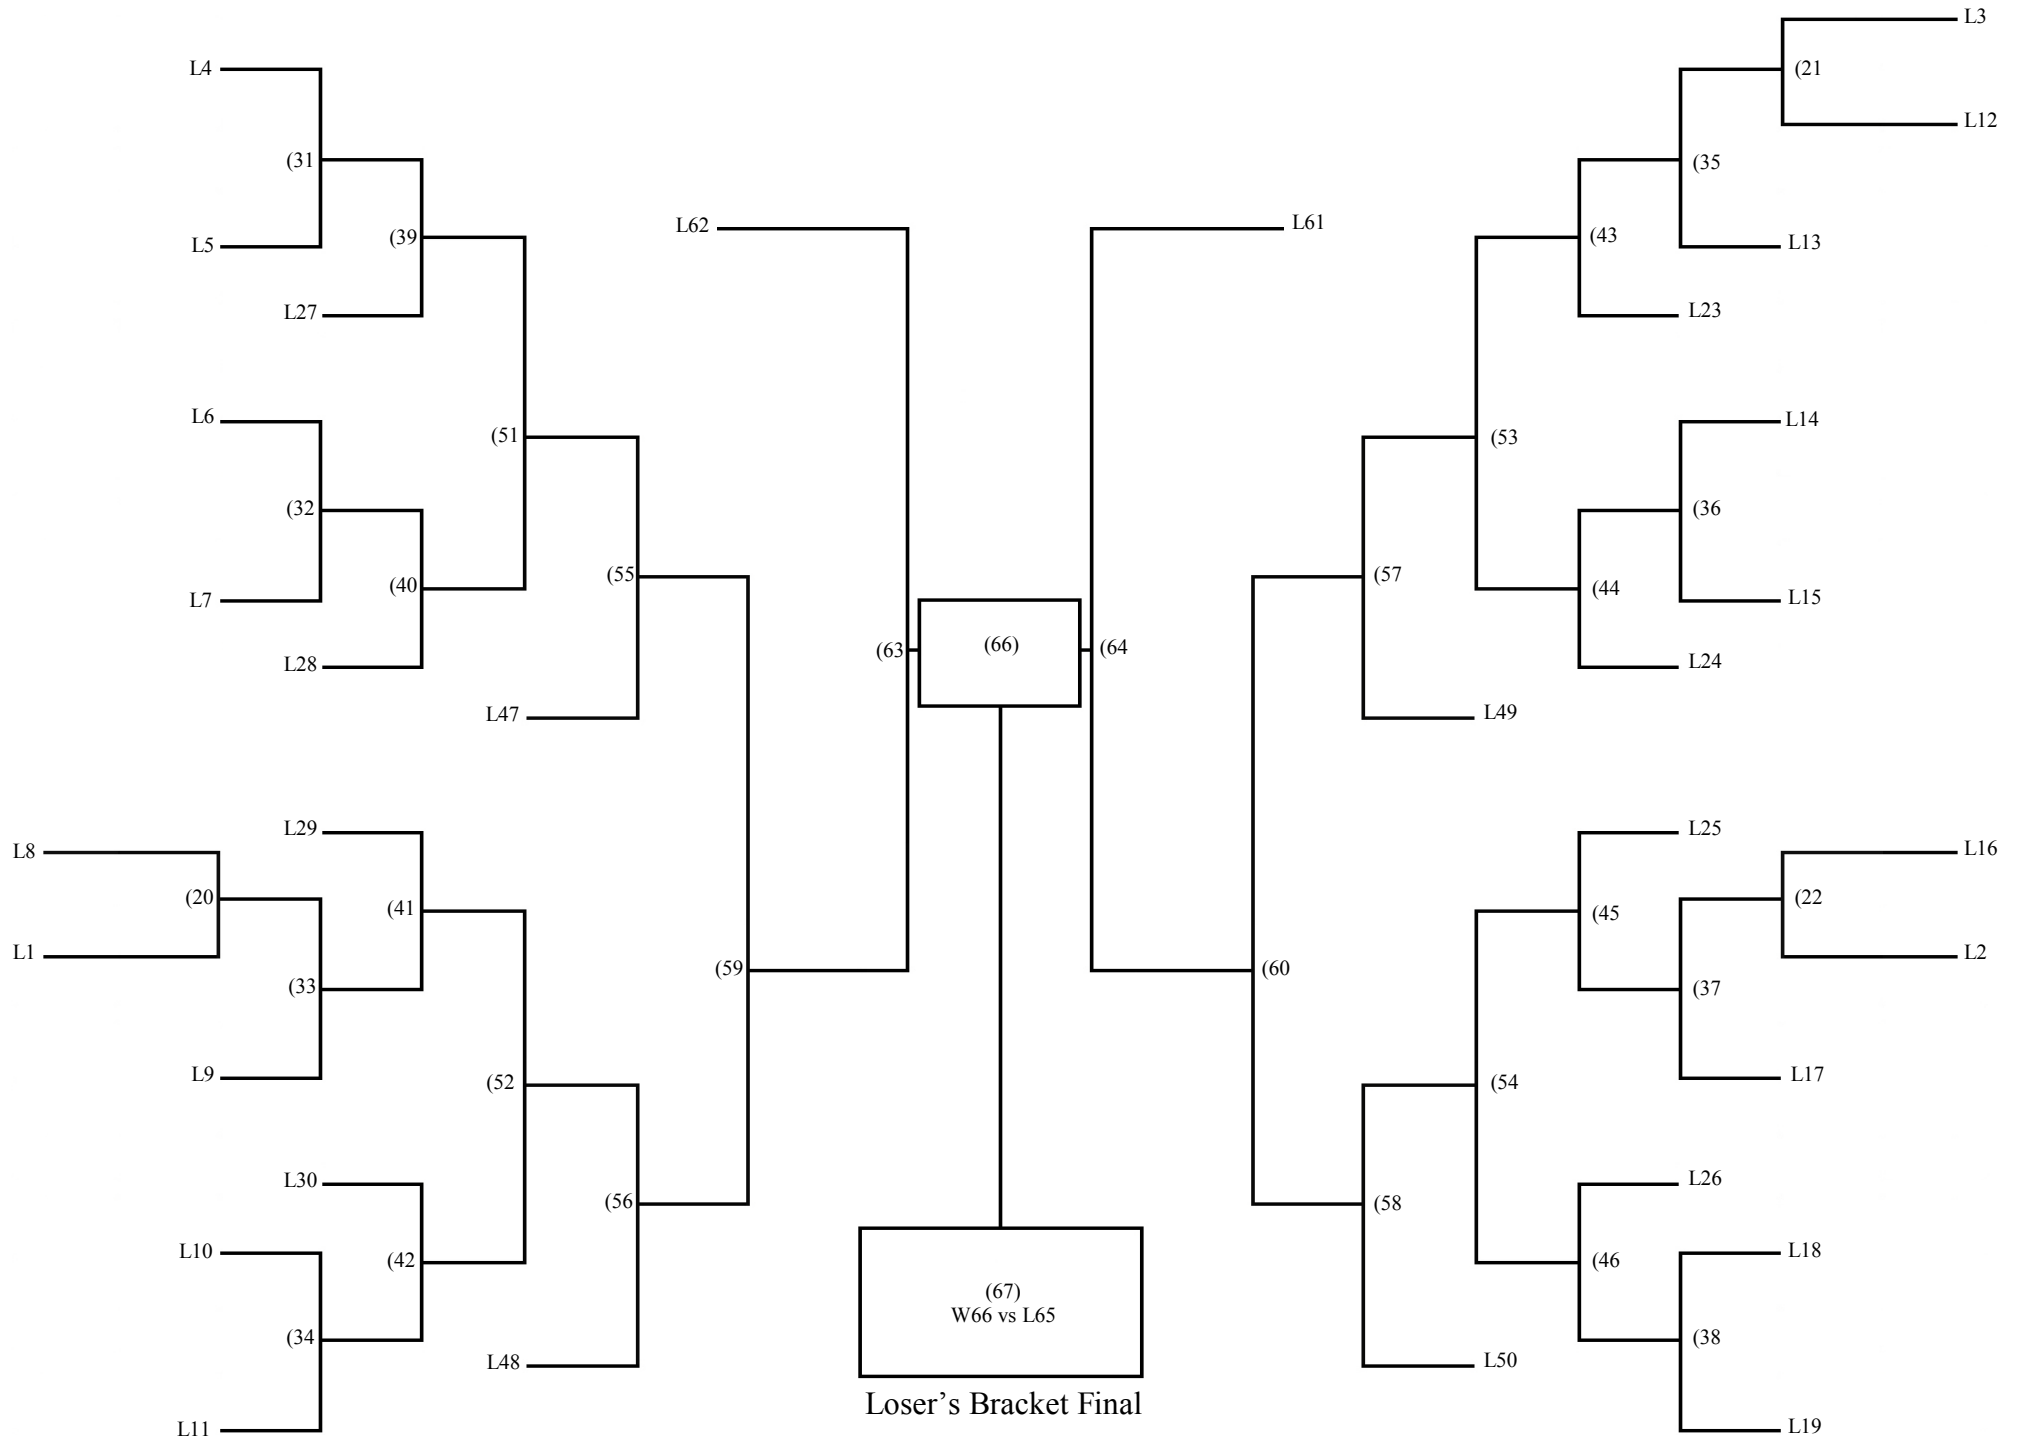 L3
L4
(21
L12
(31
(35
L5
L62
L61
(39
(43
L13
L27
L23
L6
L14
(51
(53
(32
(36
(55
(57
(40
(44
L7
L15
(63
(66)
(64
L28
L24
L47
L49
L29
L25
L8
L16
(20
(41
(45
(22
L1
L2
(59
(60
(33
(37
L9
L17
(52
(54
L30
L26
(56
(58
L10
L18
(42
(46
(67)
W66 vs L65
(34
(38
L48
L50
Loser’s Bracket Final
L11
L19